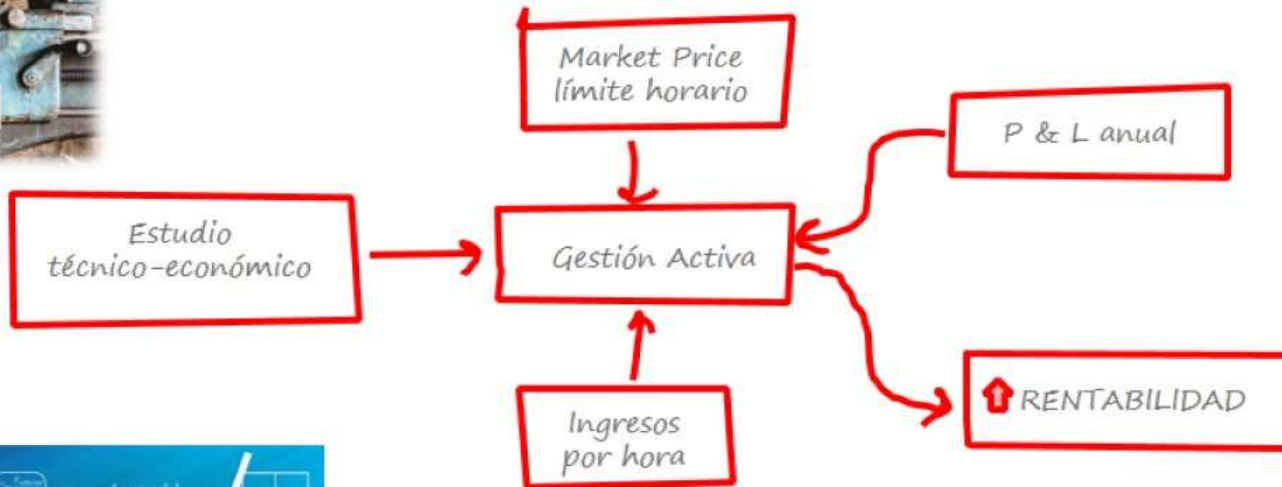 Market Price
límite horario
P & L anual
Estudio
técnico-económico
Gestión Activa
Ingresos
por hora
RENTABILIDAD